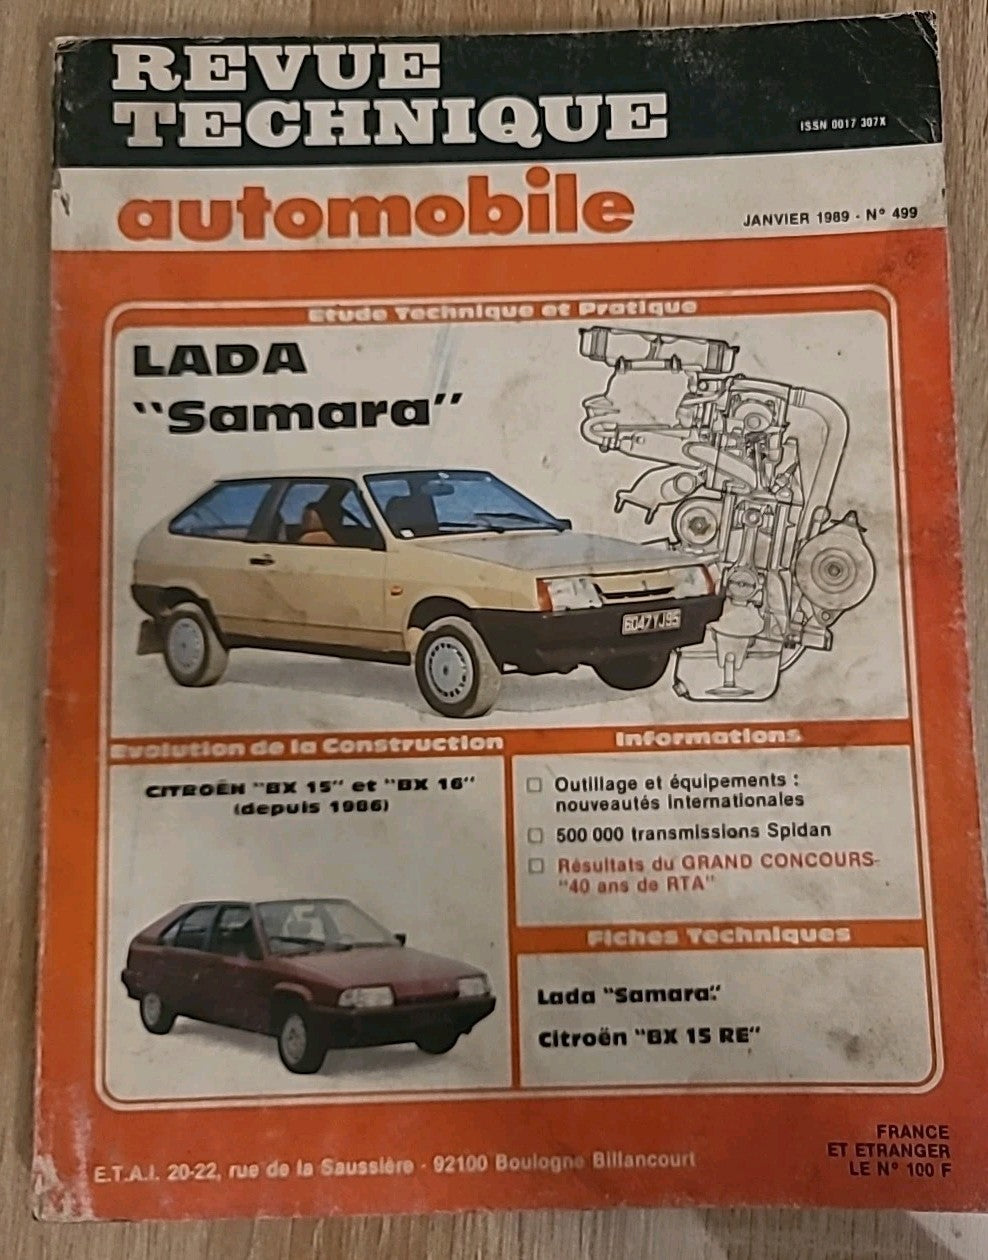 REVUE
TECHNIQUE
ISSN 0017 307X
automobile
JANVIER 1989 - N° 499
Etude Technique et Pratique
LADA
"Samara"
6047YJ95
Evolution de la Construction
CITROËN "BX 15" et "BX 16"
(depuis 1986)
Informations
□ Outillage et équipements :
nouveautés internationales
□ 500 000 transmissions Spidan
□ Résultats du GRAND CONCOURS-
"40 ans de RTA"
Fiches Techniques
Lada "Samara".
Citroën "BX 15 RE"
FRANCE
ET ETRANGER
LE N° 100 F
E.T.A.I. 20-22, rue de la Saussière - 92100 Boulogne Billancourt